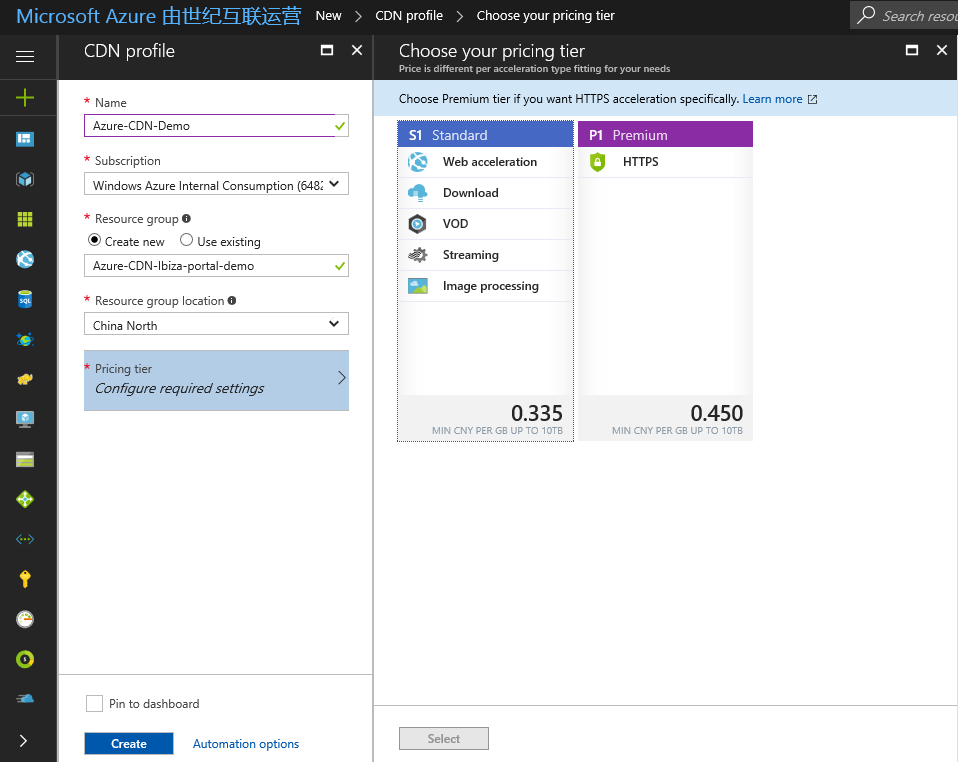 Microsoft Azure 由世纪互联运营 New > CDN profile > Choose your pricing tier
Search resou
CDN profile
* Name
Azure-CDN-Demo
* Subscription
Windows Azure Internal Consumption (6482
* Resource group
Create new Use existing
Azure-CDN-Ibiza-portal-demo
* Resource group location
China North
* Pricing tier
Configure required settings
Pin to dashboard
Create Automation options
Choose your pricing tier
Price is different per acceleration type fitting for your needs
Choose Premium tier if you want HTTPS acceleration specifically. Learn more
S1 Standard
Web acceleration
Download
VOD
Streaming
Image processing
0.335
MIN CNY PER GB UP TO 10TB
P1 Premium
HTTPS
0.450
MIN CNY PER GB UP TO 10TB
Select
SQL